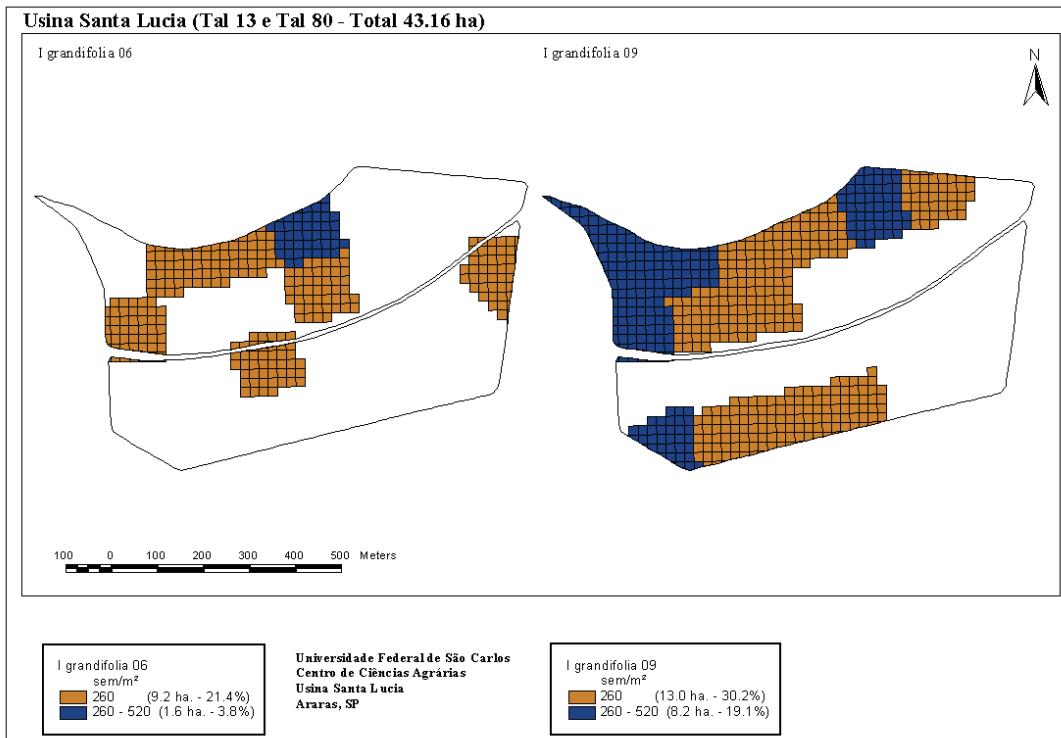 Usina Santa Lucia (Tal 13 e Tal 80 - Total 43.16 ha)
I grandifolia 06
I grandifolia 09
N
100 0 100 200 300 400 500 Meters
I grandifolia 06
sem/m²
260 (9.2 ha. - 21.4%)
260 - 520 (1.6 ha. - 3.8%)
Universidade Federal de São Carlos
Centro de Ciências Agrárias
Usina Santa Lucia
Araras, SP
I grandifolia 09
sem/m²
260 (13.0 ha. - 30.2%)
260 - 520 (8.2 ha. - 19.1%)